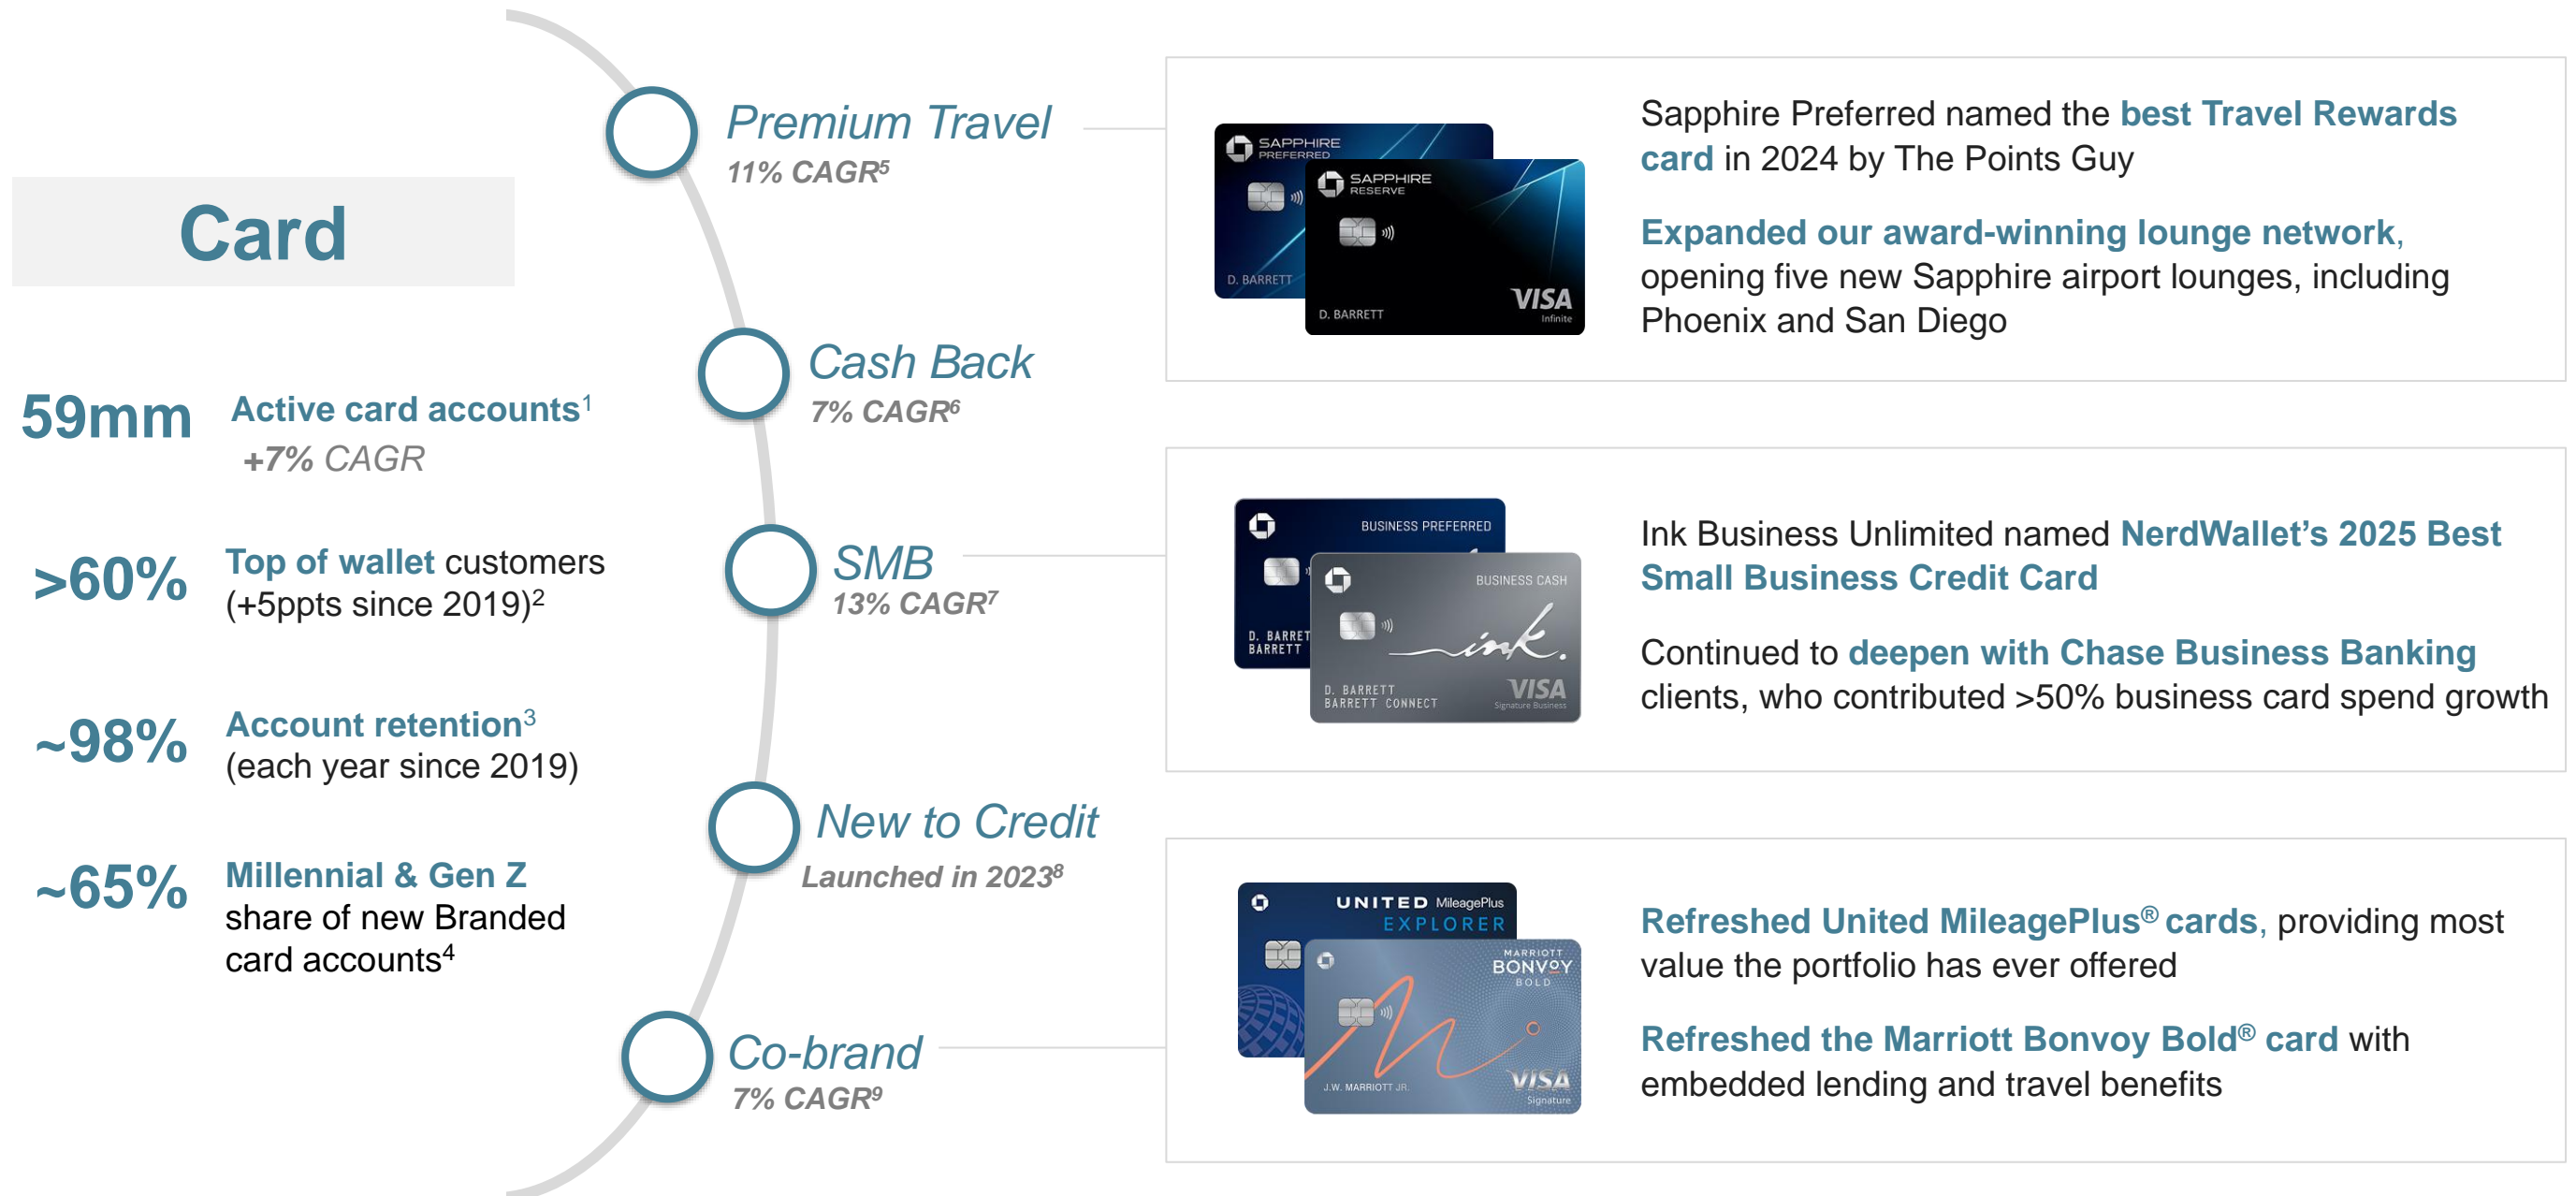 Card
59mm
Active card accounts¹
+7% CAGR
>60%
Top of wallet customers
(+5ppts since 2019)²
~98%
Account retention³
(each year since 2019)
~65%
Millennial & Gen Z
share of new Branded
card accounts⁴
Premium Travel
11% CAGR⁵
Cash Back
7% CAGR⁶
SMB
13% CAGR⁷
New to Credit
Launched in 2023⁸
Co-brand
7% CAGR⁹
SAPPHIRE
PREFERRED
D. BARRETT
SAPPHIRE
RESERVE
D. BARRETT
VISA
Infinite
Sapphire Preferred named the best Travel Rewards
card in 2024 by The Points Guy
Expanded our award-winning lounge network,
opening five new Sapphire airport lounges, including
Phoenix and San Diego
BUSINESS PREFERRED
D. BARRET
BARRETT
BUSINESS CASH
ink.
D. BARRETT
BARRETT CONNECT
VISA
Signature Business
Ink Business Unlimited named NerdWallet’s 2025 Best
Small Business Credit Card
Continued to deepen with Chase Business Banking
clients, who contributed >50% business card spend growth
UNITED MileagePlus
EXPLORER
MARRIOTT
BONVOY
BOLD
J.W. MARRIOTT JR.
VISA
Signature
Refreshed United MileagePlus® cards, providing most
value the portfolio has ever offered
Refreshed the Marriott Bonvoy Bold® card with
embedded lending and travel benefits